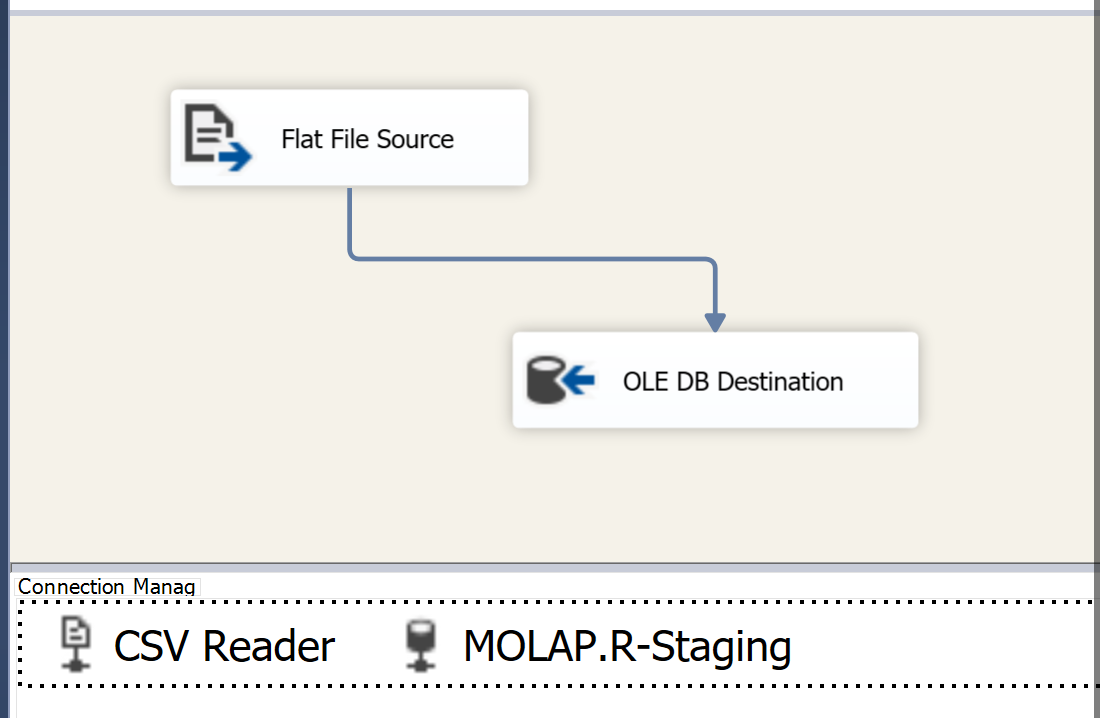 Flat File Source
OLE DB Destination
Connection Manag
CSV Reader
MOLAP.R-Staging